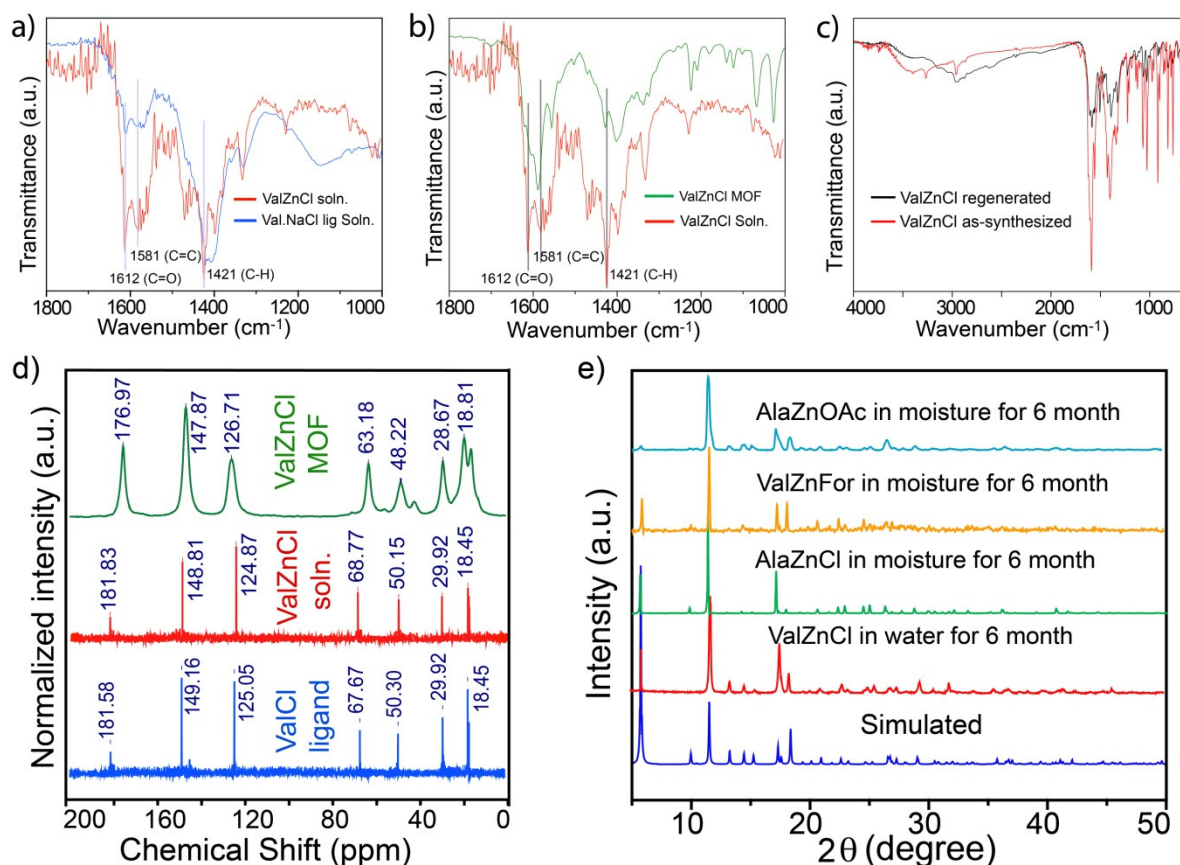 a)
Transmittance (a.u.)
ValZnCl soln.
Val.NaCl lig Soln.
1581 (C=C)
1612 (C=O)
1421 (C-H)
1800 1600 1400 1200 1000
Wavenumber (cm-1)
b)
Transmittance (a.u.)
ValZnCl MOF
ValZnCl Soln.
1581 (C=C)
1612 (C=O)
1421 (C-H)
1800 1600 1400 1200 1000
Wavenumber (cm-1)
c)
Transmittance (a.u.)
ValZnCl regenerated
ValZnCl as-synthesized
4000 3000 2000 1000
Wavenumber (cm-1)
d)
Normalized intensity (a.u.)
176.97 147.87 126.71 63.18 48.22 28.67 18.81
ValZnCl
MOF
181.83 148.81 124.87 68.77 50.15 29.92 18.45
ValZnCl
soln.
181.58 149.16 125.05 67.67 50.30 29.92 18.45
ValCl
ligand
200 160 120 80 40 0
Chemical Shift (ppm)
e)
Intensity (a.u.)
AlaZnOAc in moisture for 6 month
ValZnFor in moisture for 6 month
AlaZnCl in moisture for 6 month
ValZnCl in water for 6 month
Simulated
10 20 30 40 50
2θ (degree)